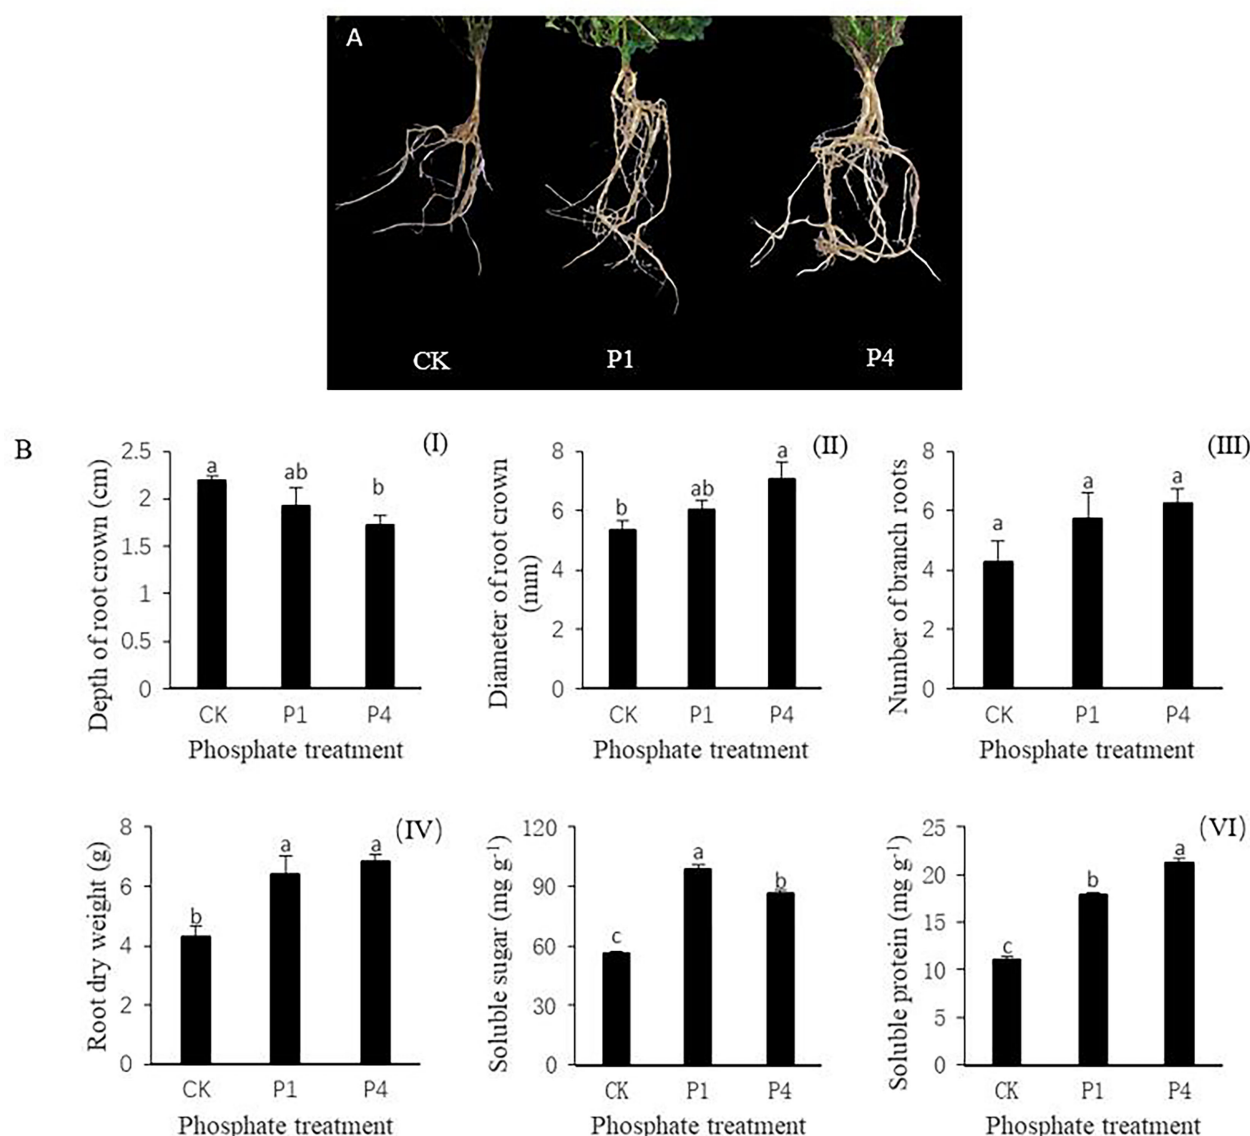 A
CK P1 P4
B
(I)
a
ab
b
2.5
2
1.5
1
0.5
0
Depth of root crown (cm)
CK P1 P4
Phosphate treatment
(II)
b
ab
a
8
6
4
2
0
Diameter of root crown
(mm)
CK P1 P4
Phosphate treatment
(III)
a
a
a
8
6
4
2
0
Number of branch roots
CK P1 P4
Phosphate treatment
(IV)
b
a
a
8
6
4
2
0
Root dry weight (g)
CK P1 P4
Phosphate treatment
c
a
b
120
90
60
30
0
Soluble sugar (mg g⁻¹)
CK P1 P4
Phosphate treatment
(VI)
c
b
a
25
20
15
10
5
0
Soluble protein (mg g⁻¹)
CK P1 P4
Phosphate treatment